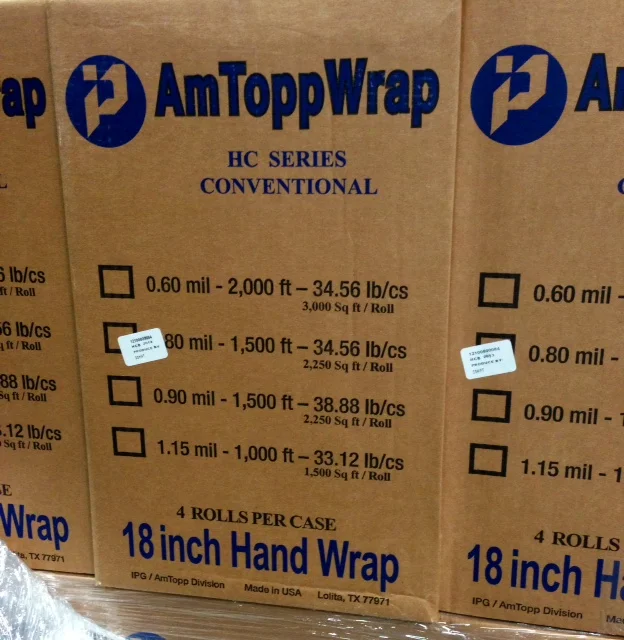 ap
AmToppWrap
HC SERIES
CONVENTIONAL
0.60 mil - 2,000 ft – 34.56 lb/cs
3,000 Sq ft / Roll
80 mil - 1,500 ft – 34.56 lb/cs
2,250 Sq ft / Roll
0.90 mil - 1,500 ft – 38.88 lb/cs
2,250 Sq ft / Roll
1.15 mil - 1,000 ft – 33.12 lb/cs
1,500 Sq ft / Roll
4 ROLLS PER CASE
18 inch Hand Wrap
IPG / AmTopp Division Made in USA Lolita, TX 77971
lb/cs
ft / Roll
lb/cs
ft / Roll
88 lb/cs
Sq ft / Roll
.12 lb/cs
Sq ft / Roll
Wrap
TX 77971
0.60 mil -
0.80 mil -
0.90 mil -
1.15 mil - 1
4 ROLLS
18 inch
IPG / AmTopp Division